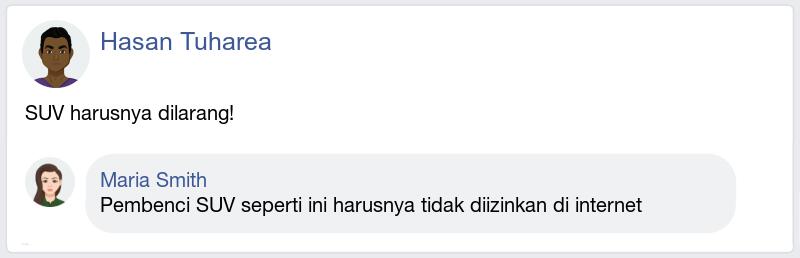 Hasan Tuharea
SUV harusnya dilarang!
Maria Smith
Pembenci SUV seperti ini harusnya tidak diizinkan di internet